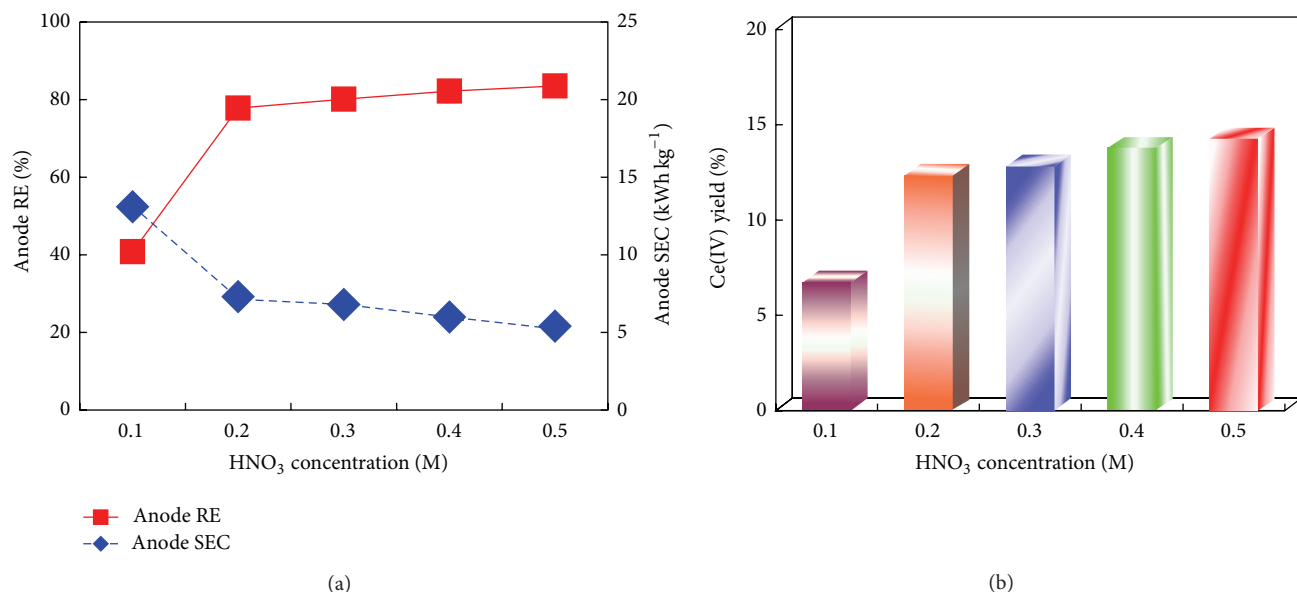 100
80
60
40
20
0
Anode RE (%)
25
20
15
10
5
0
Anode SEC (kWh kg⁻¹)
0.1 0.2 0.3 0.4 0.5
HNO₃ concentration (M)
Anode RE
Anode SEC
(a)
20
15
10
5
0
Ce(IV) yield (%)
0.1 0.2 0.3 0.4 0.5
HNO₃ concentration (M)
(b)